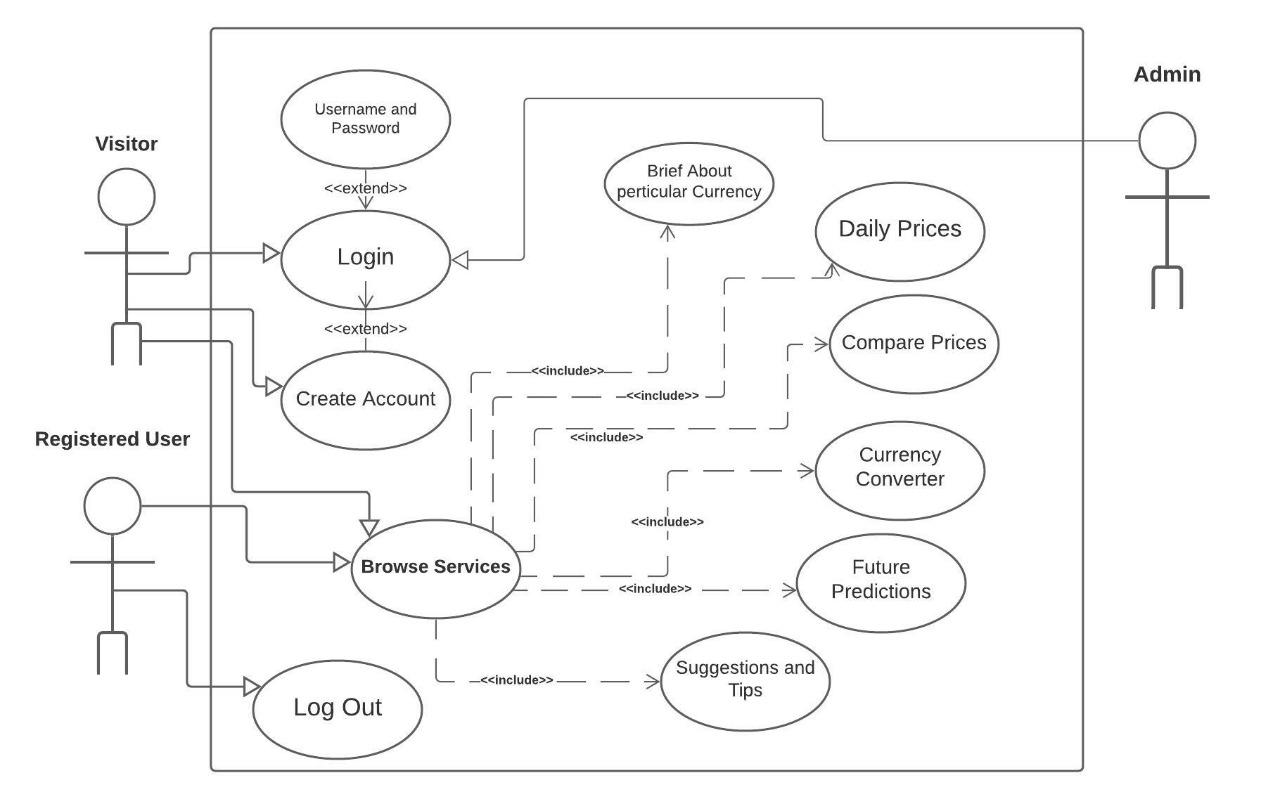 Admin
Username and
Password
Visitor
<<extend>>
Brief About
perticular Currency
Daily Prices
Login
<<extend>>
Compare Prices
<<include>>
<<include>>
Create Account
<<include>>
Registered User
Currency
Converter
<<include>>
Browse Services
Future
Predictions
<<include>>
Suggestions and
Tips
<<include>>
Log Out